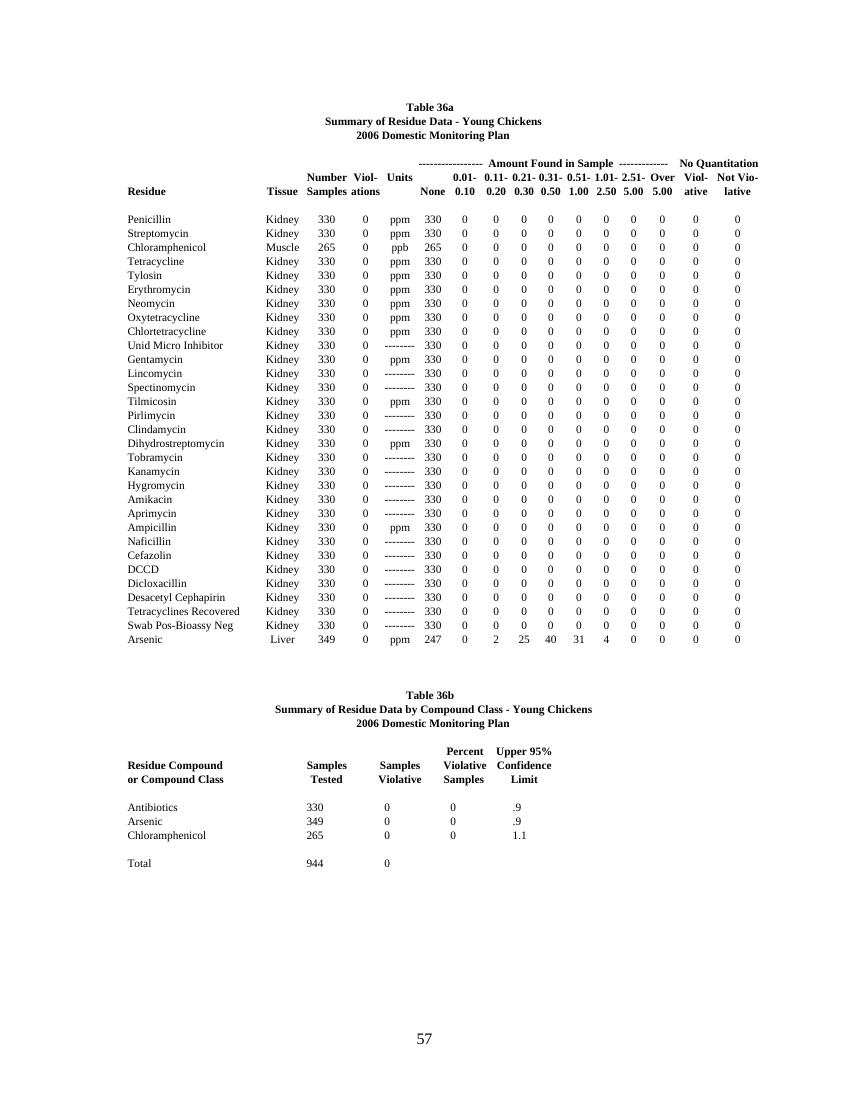 Table 36a
Summary of Residue Data - Young Chickens
2006 Domestic Monitoring Plan
----------------- Amount Found in Sample ------------- No Quantitation
Number Viol- Units 0.01- 0.11- 0.21- 0.31- 0.51- 1.01- 2.51- Over Viol- Not Vio-
Residue Tissue Samples ations None 0.10 0.20 0.30 0.50 1.00 2.50 5.00 5.00 ative lative
Penicillin Kidney 330 0 ppm 330 0 0 0 0 0 0 0 0 0 0
Streptomycin Kidney 330 0 ppm 330 0 0 0 0 0 0 0 0 0 0
Chloramphenicol Muscle 265 0 ppb 265 0 0 0 0 0 0 0 0 0 0
Tetracycline Kidney 330 0 ppm 330 0 0 0 0 0 0 0 0 0 0
Tylosin Kidney 330 0 ppm 330 0 0 0 0 0 0 0 0 0 0
Erythromycin Kidney 330 0 ppm 330 0 0 0 0 0 0 0 0 0 0
Neomycin Kidney 330 0 ppm 330 0 0 0 0 0 0 0 0 0 0
Oxytetracycline Kidney 330 0 ppm 330 0 0 0 0 0 0 0 0 0 0
Chlortetracycline Kidney 330 0 ppm 330 0 0 0 0 0 0 0 0 0 0
Unid Micro Inhibitor Kidney 330 0 -------- 330 0 0 0 0 0 0 0 0 0 0
Gentamycin Kidney 330 0 ppm 330 0 0 0 0 0 0 0 0 0 0
Lincomycin Kidney 330 0 -------- 330 0 0 0 0 0 0 0 0 0 0
Spectinomycin Kidney 330 0 -------- 330 0 0 0 0 0 0 0 0 0 0
Tilmicosin Kidney 330 0 ppm 330 0 0 0 0 0 0 0 0 0 0
Pirlimycin Kidney 330 0 -------- 330 0 0 0 0 0 0 0 0 0 0
Clindamycin Kidney 330 0 -------- 330 0 0 0 0 0 0 0 0 0 0
Dihydrostreptomycin Kidney 330 0 ppm 330 0 0 0 0 0 0 0 0 0 0
Tobramycin Kidney 330 0 -------- 330 0 0 0 0 0 0 0 0 0 0
Kanamycin Kidney 330 0 -------- 330 0 0 0 0 0 0 0 0 0 0
Hygromycin Kidney 330 0 -------- 330 0 0 0 0 0 0 0 0 0 0
Amikacin Kidney 330 0 -------- 330 0 0 0 0 0 0 0 0 0 0
Aprimycin Kidney 330 0 -------- 330 0 0 0 0 0 0 0 0 0 0
Ampicillin Kidney 330 0 ppm 330 0 0 0 0 0 0 0 0 0 0
Naficillin Kidney 330 0 -------- 330 0 0 0 0 0 0 0 0 0 0
Cefazolin Kidney 330 0 -------- 330 0 0 0 0 0 0 0 0 0 0
DCCD Kidney 330 0 -------- 330 0 0 0 0 0 0 0 0 0 0
Dicloxacillin Kidney 330 0 -------- 330 0 0 0 0 0 0 0 0 0 0
Desacetyl Cephapirin Kidney 330 0 -------- 330 0 0 0 0 0 0 0 0 0 0
Tetracyclines Recovered Kidney 330 0 -------- 330 0 0 0 0 0 0 0 0 0 0
Swab Pos-Bioassy Neg Kidney 330 0 -------- 330 0 0 0 0 0 0 0 0 0 0
Arsenic Liver 349 0 ppm 247 0 2 25 40 31 4 0 0 0 0
Table 36b
Summary of Residue Data by Compound Class - Young Chickens
2006 Domestic Monitoring Plan
Percent Upper 95%
Residue Compound Samples Samples Violative Confidence
or Compound Class Tested Violative Samples Limit
Antibiotics 330 0 0 .9
Arsenic 349 0 0 .9
Chloramphenicol 265 0 0 1.1
Total 944 0
57